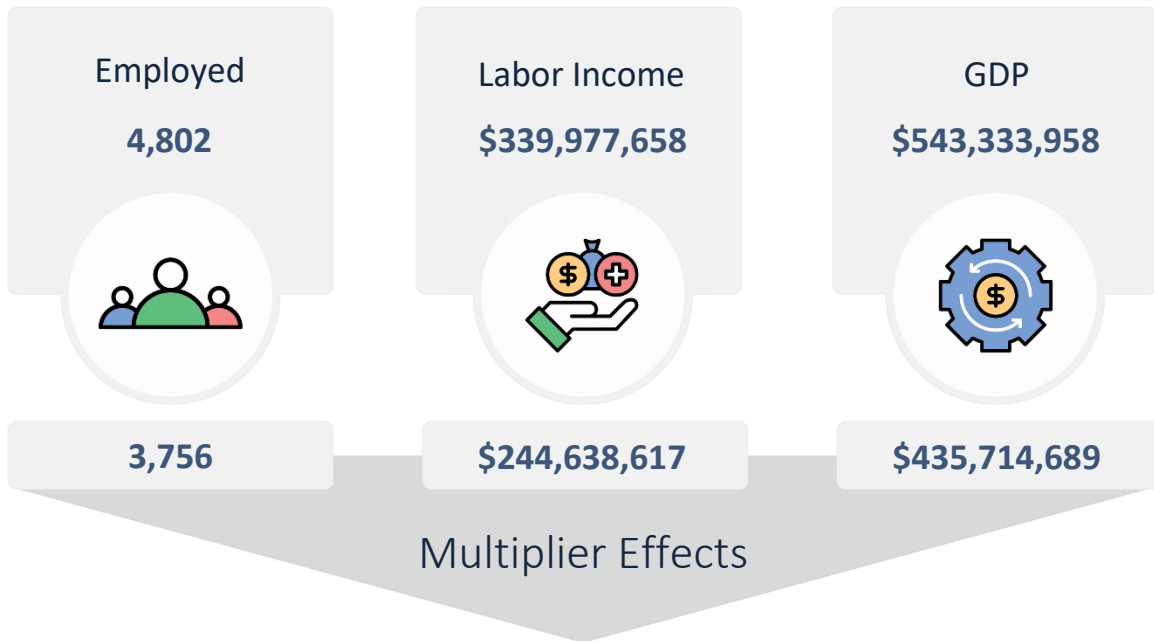 Employed
4,802
Labor Income
$339,977,658
GDP
$543,333,958
$
$
3,756
$244,638,617
$435,714,689
Multiplier Effects